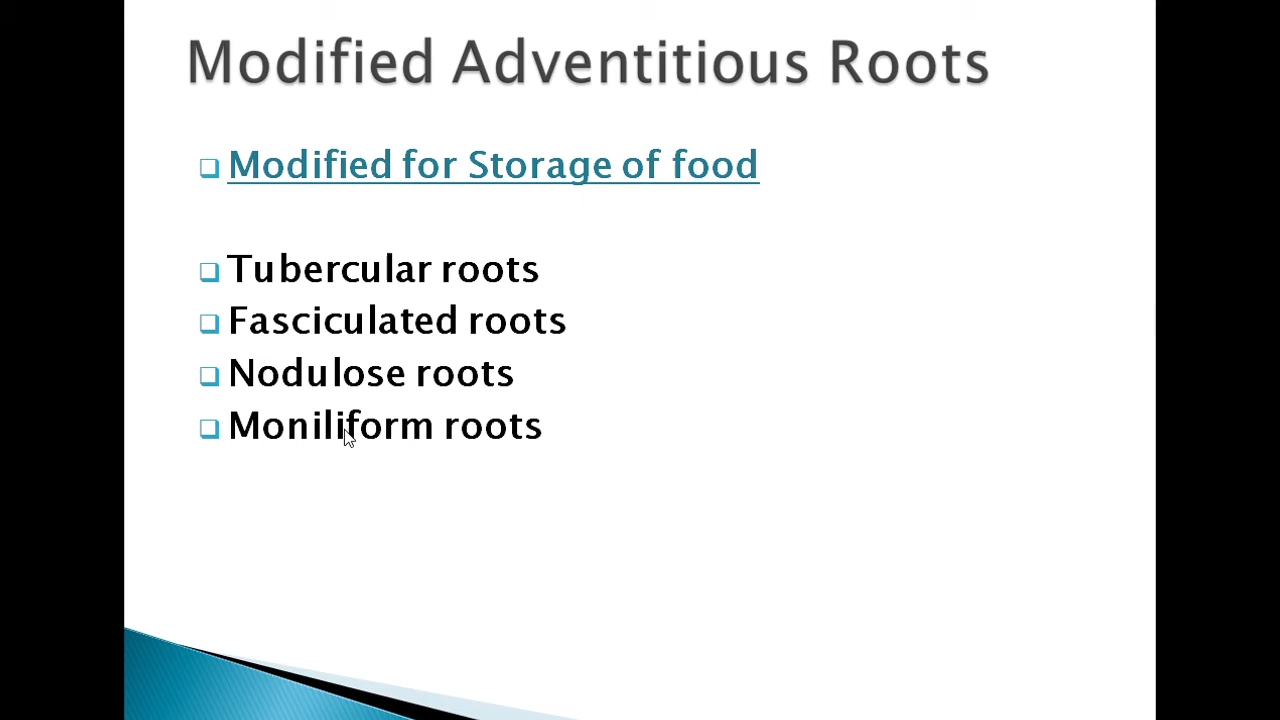 Modified Adventitious Roots
Modified for Storage of food
Tubercular roots
Fasciculated roots
Nodulose roots
Moniliform roots